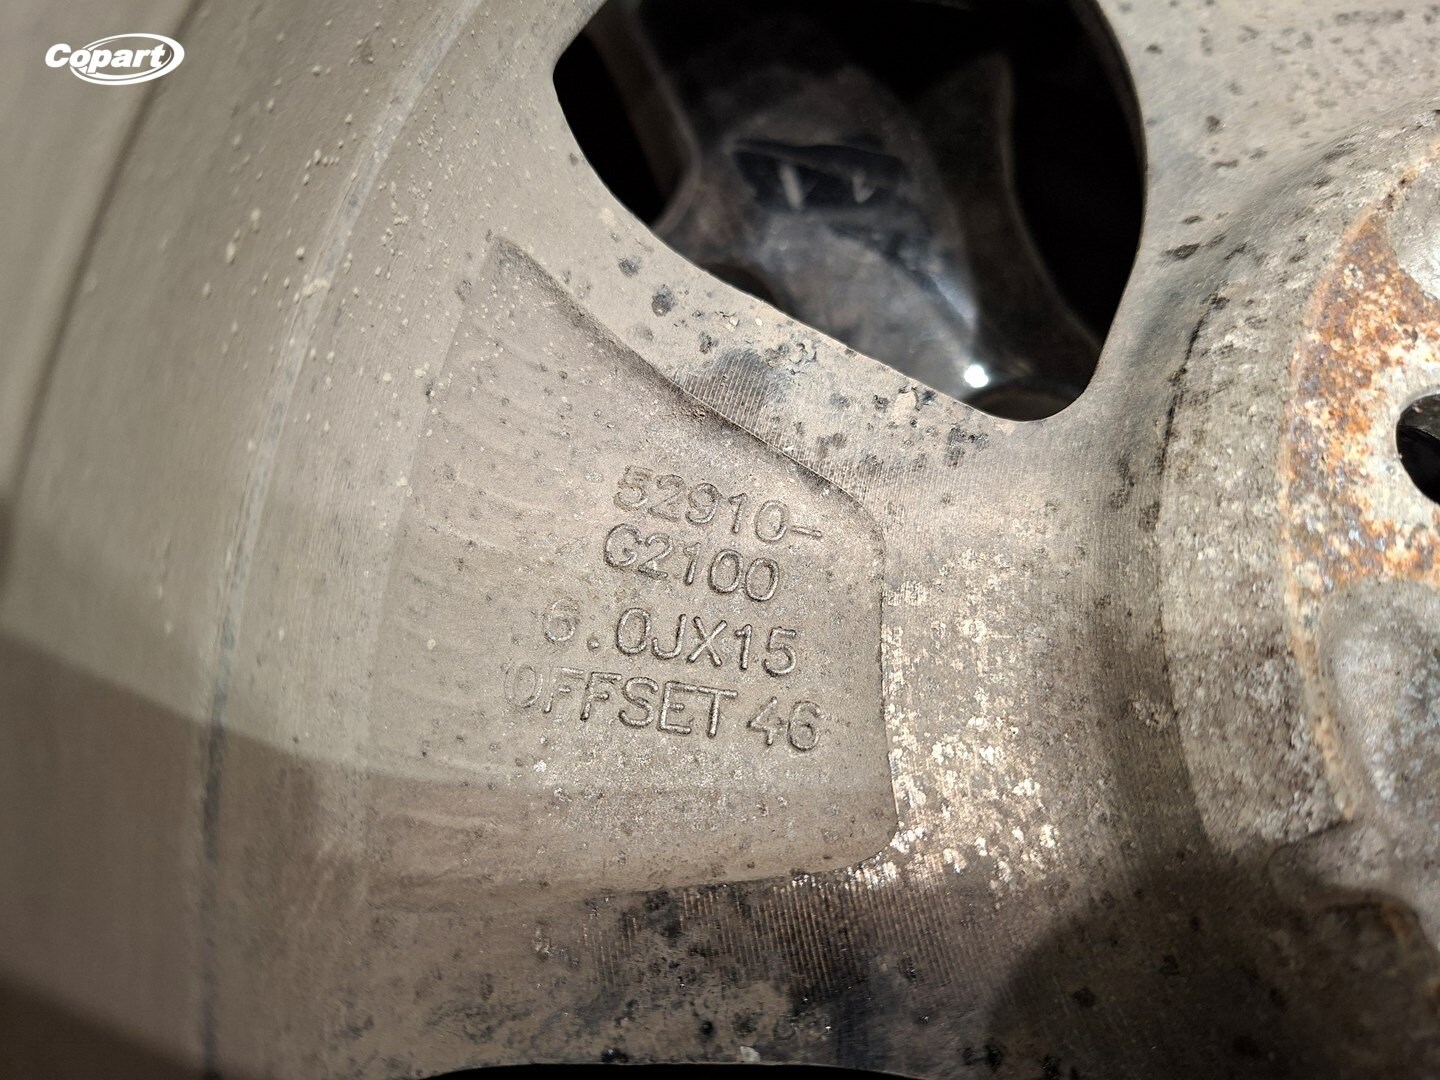 Copart
52910-
G2100
6.0JX15
OFFSET 46